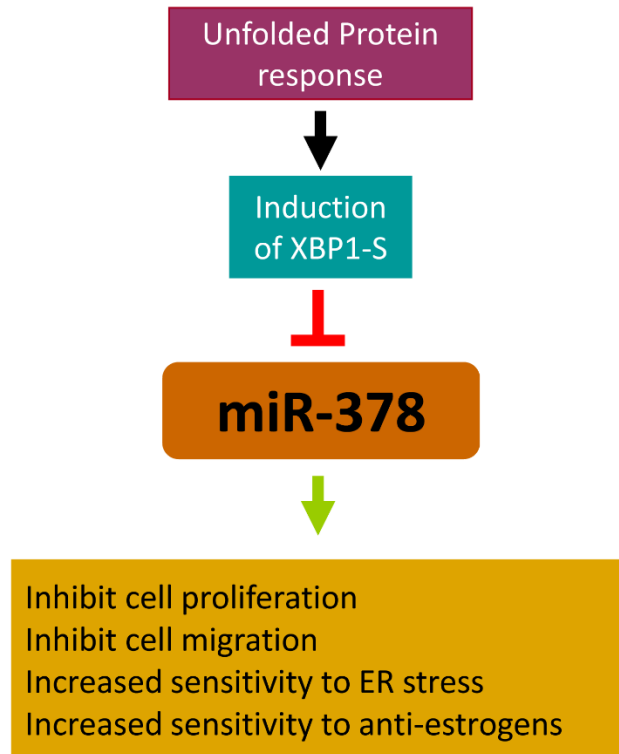 Unfolded Protein
response
Induction
of XBP1-S
miR-378
Inhibit cell proliferation
Inhibit cell migration
Increased sensitivity to ER stress
Increased sensitivity to anti-estrogens